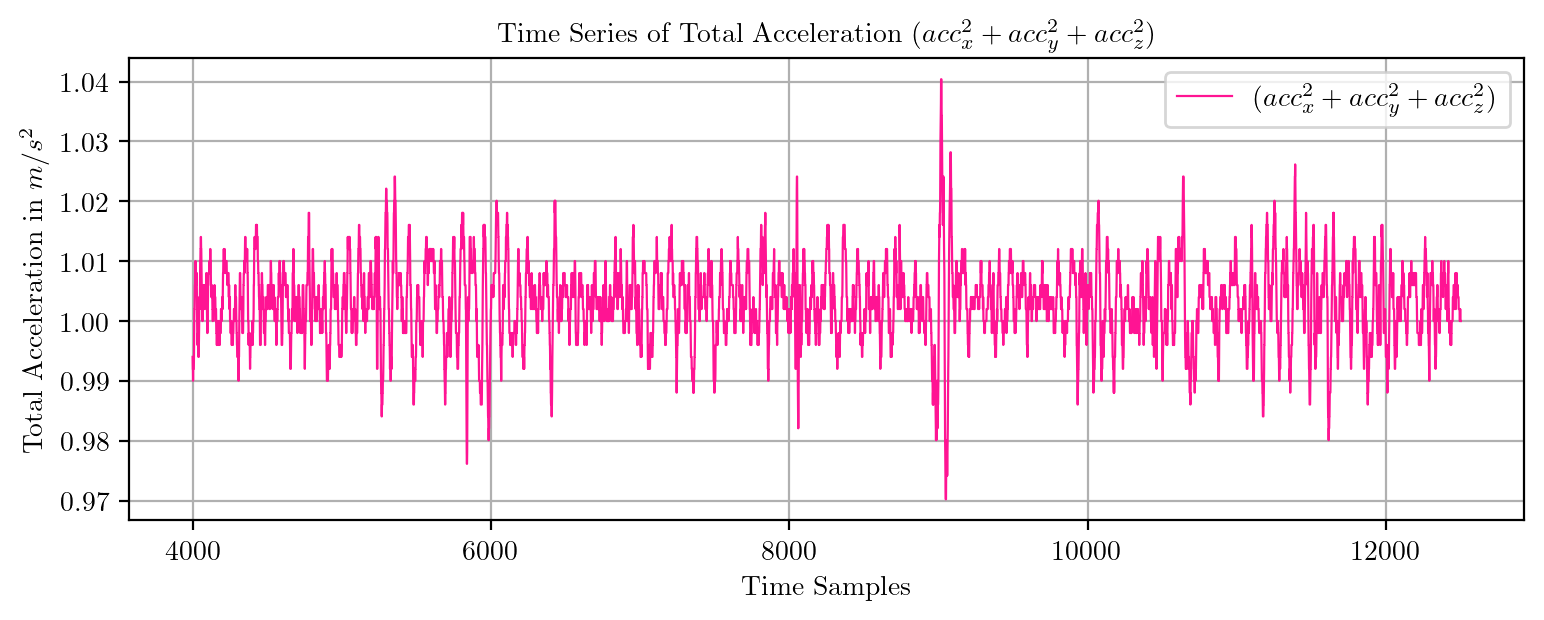 Time Series of Total Acceleration ($acc_x^2 + acc_y^2 + acc_z^2$)
($acc_x^2 + acc_y^2 + acc_z^2$)
Total Acceleration in $m/s^2$
1.04
1.03
1.02
1.01
1.00
0.99
0.98
0.97
4000 6000 8000 10000 12000
Time Samples